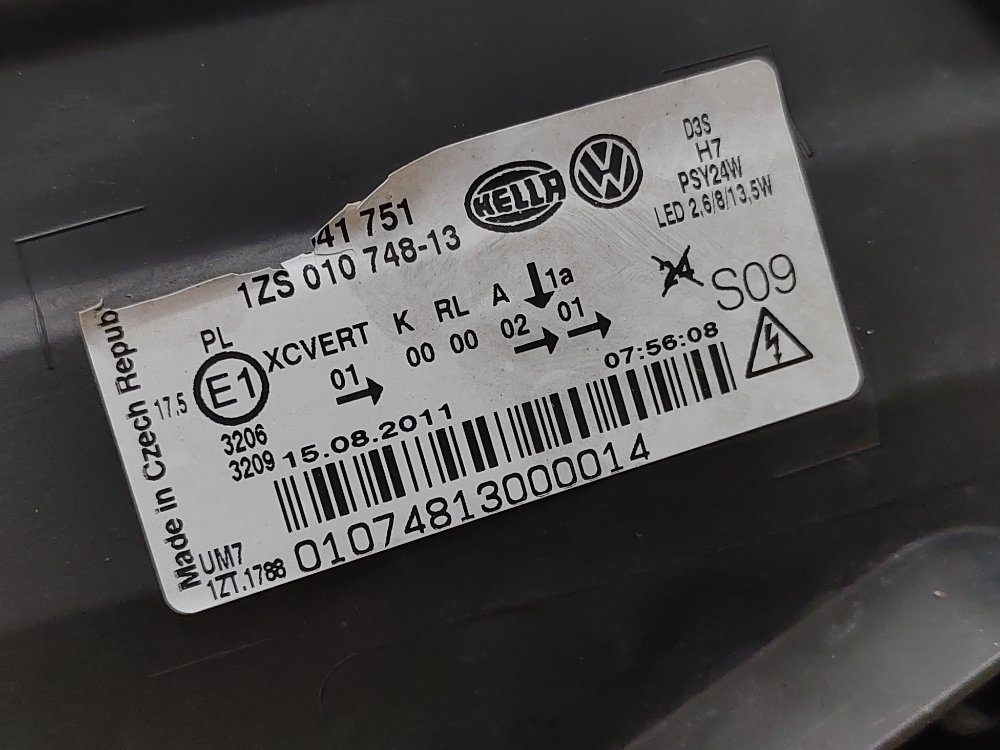 41 751
1ZS 010 748-13
HELLA
VW
D3S
H7
PSY24W
LED 2,6/8/13,5W
24
S09
PL
XCVERT K RL A 1a
01 00 00 02 01
17.5
E1
3206
3209
15.08.2011 07:56:08
01074813000014
UM7
1ZT.1788
Made in Czech Repub